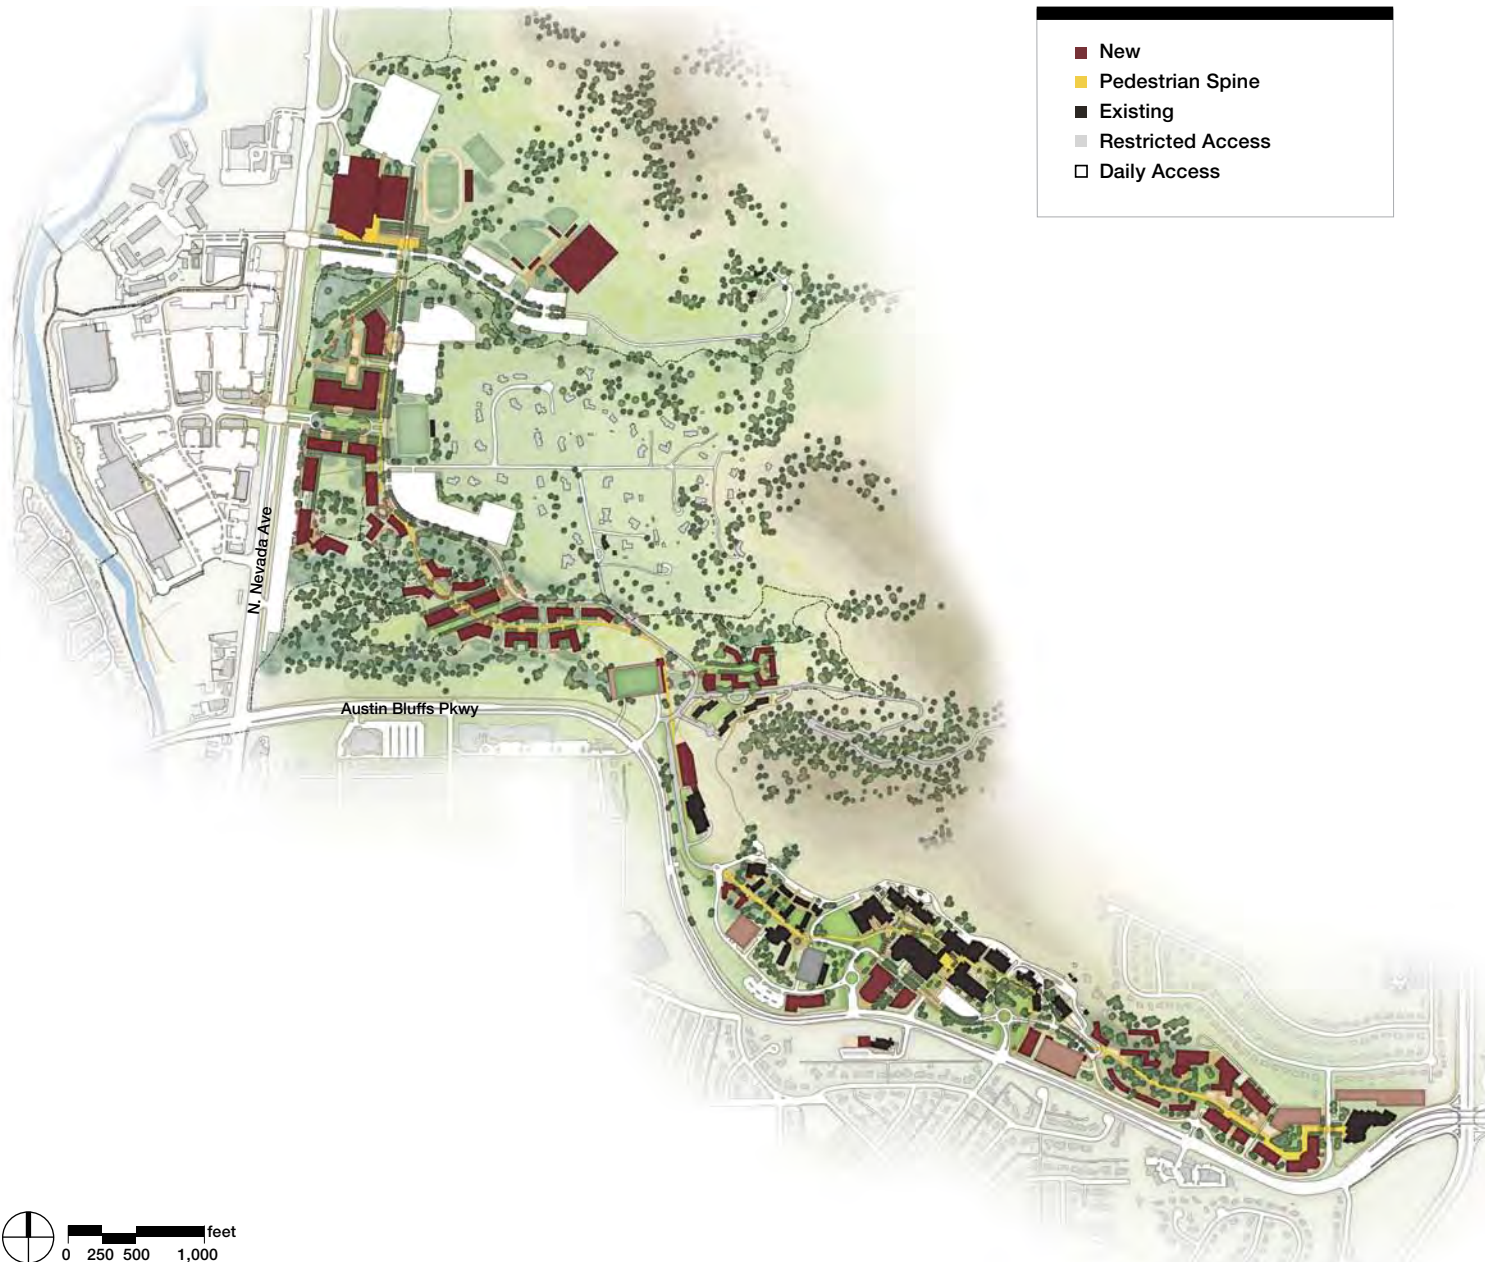 New
Pedestrian Spine
Existing
Restricted Access
Daily Access
N. Nevada Ave
Austin Bluffs Pkwy
feet
0 250 500 1,000